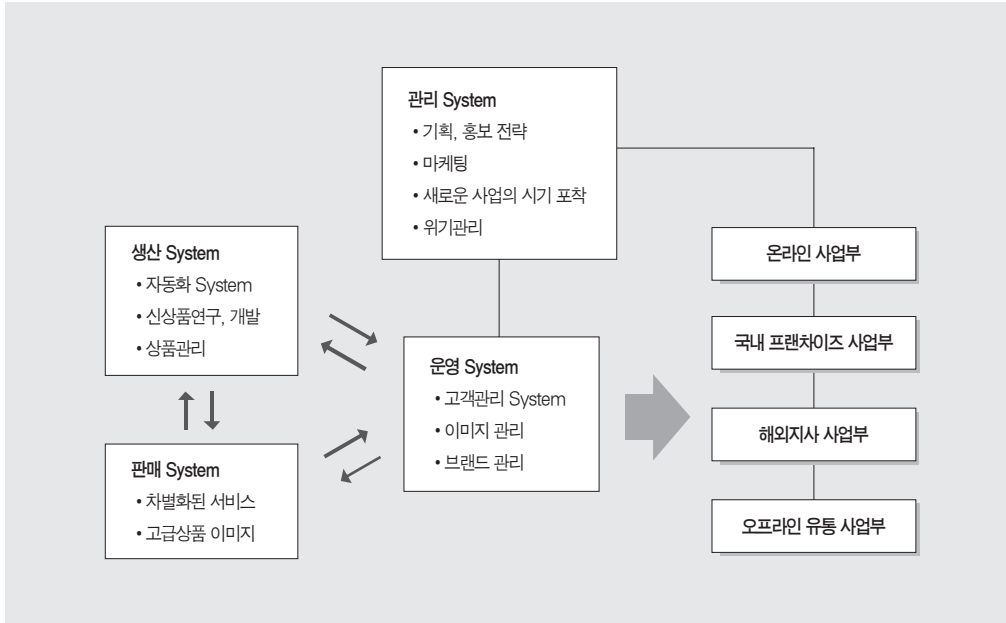 관리 System
• 기획, 홍보 전략
• 마케팅
• 새로운 사업의 시기 포착
• 위기관리
생산 System
• 자동화 System
• 신상품연구, 개발
• 상품관리
판매 System
• 차별화된 서비스
• 고급상품 이미지
운영 System
• 고객관리 System
• 이미지 관리
• 브랜드 관리
온라인 사업부
국내 프랜차이즈 사업부
해외지사 사업부
오프라인 유통 사업부